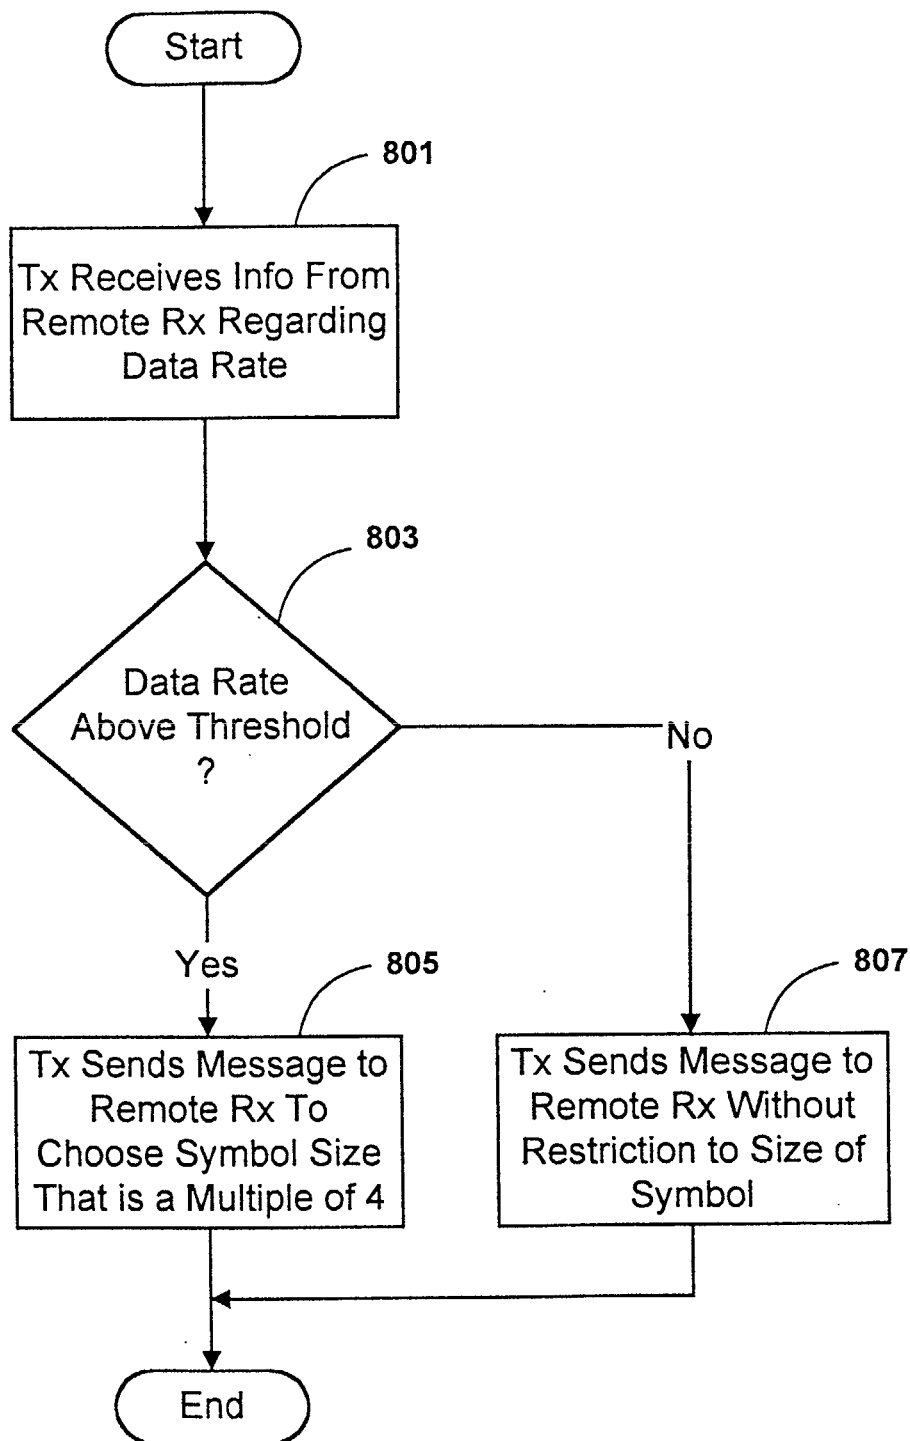 Start
801
Tx Receives Info From
Remote Rx Regarding
Data Rate
803
Data Rate
Above Threshold
?
No
Yes
805
807
Tx Sends Message to
Remote Rx To
Choose Symbol Size
That is a Multiple of 4
Tx Sends Message to
Remote Rx Without
Restriction to Size of
Symbol
End